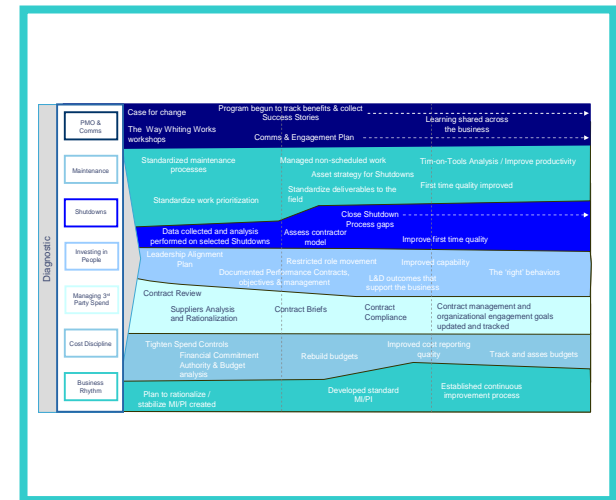 Diagnostic
PMO &
Comms
Case for change
Program begun to track benefits & collect
Success Stories
Learning shared across
the business
The Way Whiting Works
workshops
Comms & Engagement Plan
Maintenance
Standardized maintenance
processes
Managed non-scheduled work
Tim-on-Tools Analysis / Improve productivity
Asset strategy for Shutdowns
Standardize work prioritization
Standardize deliverables to the
field
First time quality improved
Shutdowns
Close Shutdown
Process gaps
Data collected and analysis
performed on selected Shutdowns
Assess contractor
model
Improve first time quality
Investing in
People
Leadership Alignment
Plan
Restricted role movement
Improved capability
Documented Performance Contracts,
objectives & management
L&D outcomes that
support the business
The 'right' behaviors
Managing 3rd
Party Spend
Contract Review
Suppliers Analysis
and Rationalization
Contract Briefs
Contract
Compliance
Contract management and
organizational engagement goals
updated and tracked
Cost Discipline
Tighten Spend Controls
Financial Commitment
Authority & Budget
analysis
Rebuild budgets
Improved cost reporting
quality
Track and asses budgets
Business
Rhythm
Plan to rationalize /
stabilize MI/PI created
Developed standard
MI/PI
Established continuous
improvement process